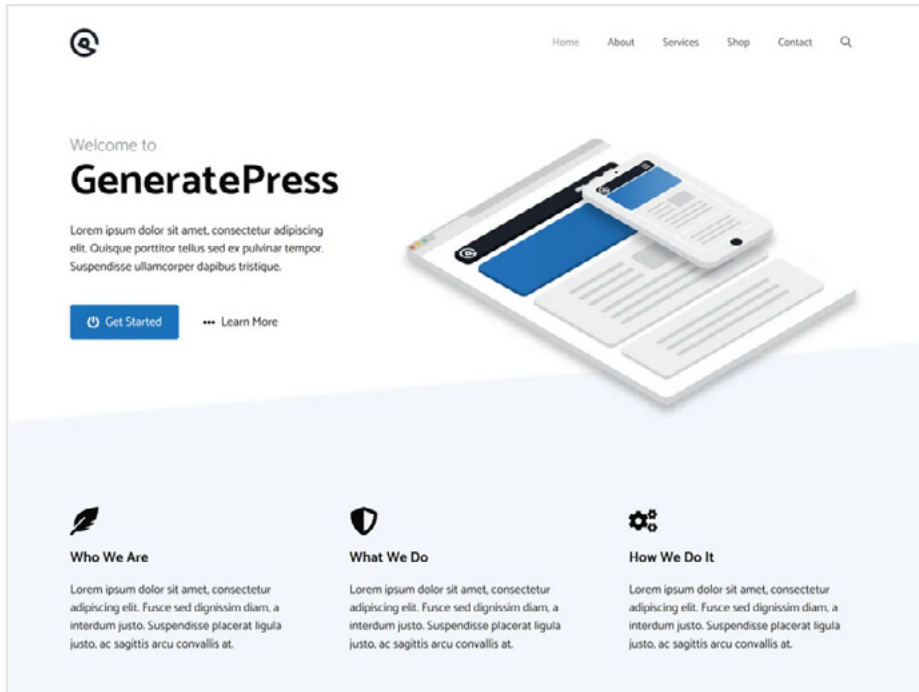 Home About Services Shop Contact
Welcome to
GeneratePress
Lorem ipsum dolor sit amet, consectetur adipiscing
elit. Quisque porttitor tellus sed ex pulvinar tempor.
Suspendisse ullamcorper dapibus tristique.
Get Started ••• Learn More
Who We Are
Lorem ipsum dolor sit amet, consectetur
adipiscing elit. Fusce sed dignissim diam, a
interdum justo. Suspendisse placerat ligula
justo, ac sagittis arcu convallis at.
What We Do
Lorem ipsum dolor sit amet, consectetur
adipiscing elit. Fusce sed dignissim diam, a
interdum justo. Suspendisse placerat ligula
justo, ac sagittis arcu convallis at.
How We Do It
Lorem ipsum dolor sit amet, consectetur
adipiscing elit. Fusce sed dignissim diam, a
interdum justo. Suspendisse placerat ligula
justo, ac sagittis arcu convallis at.